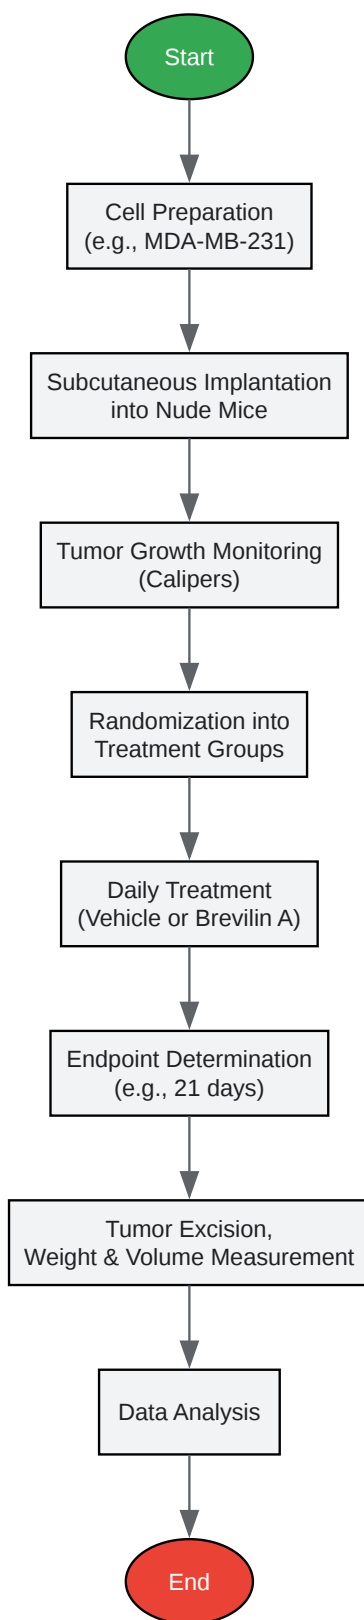 Start
Cell Preparation
(e.g., MDA-MB-231)
Subcutaneous Implantation
into Nude Mice
Tumor Growth Monitoring
(Calipers)
Randomization into
Treatment Groups
Daily Treatment
(Vehicle or Brevilin A)
Endpoint Determination
(e.g., 21 days)
Tumor Excision,
Weight & Volume Measurement
Data Analysis
End